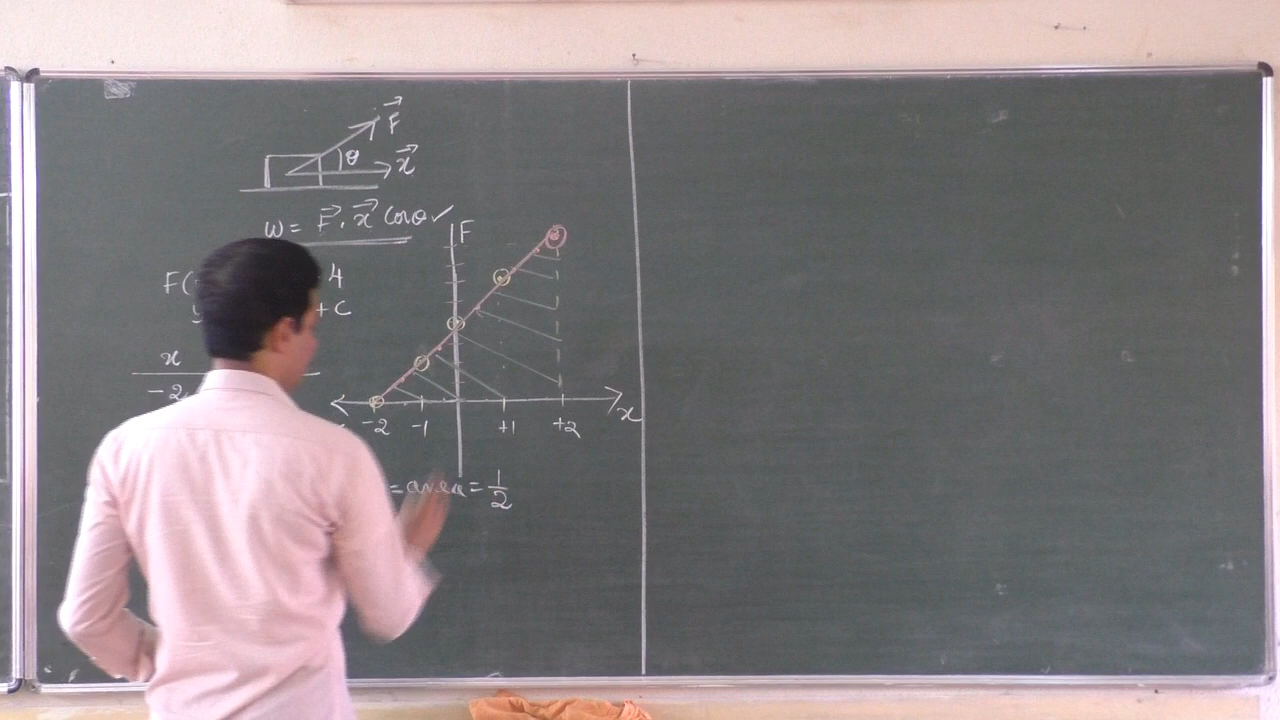 F
θ
x
W = F . x cosθ ✓
F
F( 4
+ C
x
-2
-2 -1 +1 +2 x
= area = 1/2